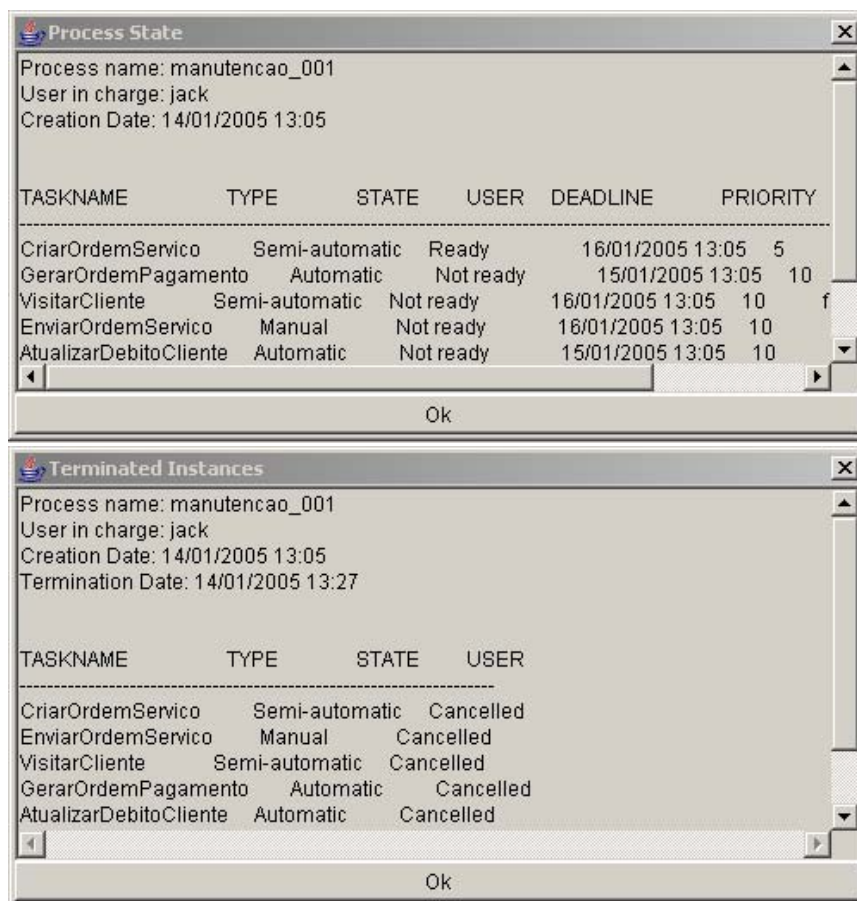 Process State
Process name: manutencao_001
User in charge: jack
Creation Date: 14/01/2005 13:05
TASKNAME TYPE STATE USER DEADLINE PRIORITY
--------------------------------------------------------------------------------
CriarOrdemServico Semi-automatic Ready 16/01/2005 13:05 5
GerarOrdemPagamento Automatic Not ready 15/01/2005 13:05 10
VisitarCliente Semi-automatic Not ready 16/01/2005 13:05 10 f
EnviarOrdemServico Manual Not ready 16/01/2005 13:05 10
AtualizarDebitoCliente Automatic Not ready 15/01/2005 13:05 10
Ok
Terminated Instances
Process name: manutencao_001
User in charge: jack
Creation Date: 14/01/2005 13:05
Termination Date: 14/01/2005 13:27
TASKNAME TYPE STATE USER
--------------------------------------------------------------------------------
CriarOrdemServico Semi-automatic Cancelled
EnviarOrdemServico Manual Cancelled
VisitarCliente Semi-automatic Cancelled
GerarOrdemPagamento Automatic Cancelled
AtualizarDebitoCliente Automatic Cancelled
Ok